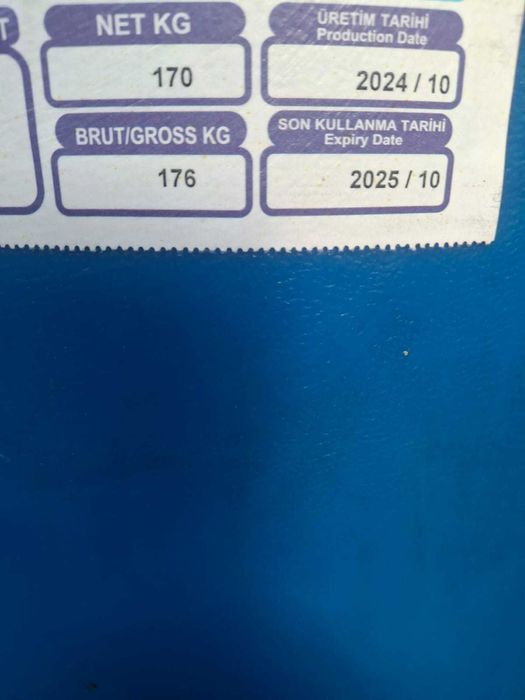 T
NET KG
170
ÜRETİM TARİHİ
Production Date
2024 / 10
BRUT/GROSS KG
176
SON KULLANMA TARİHİ
Expiry Date
2025 / 10